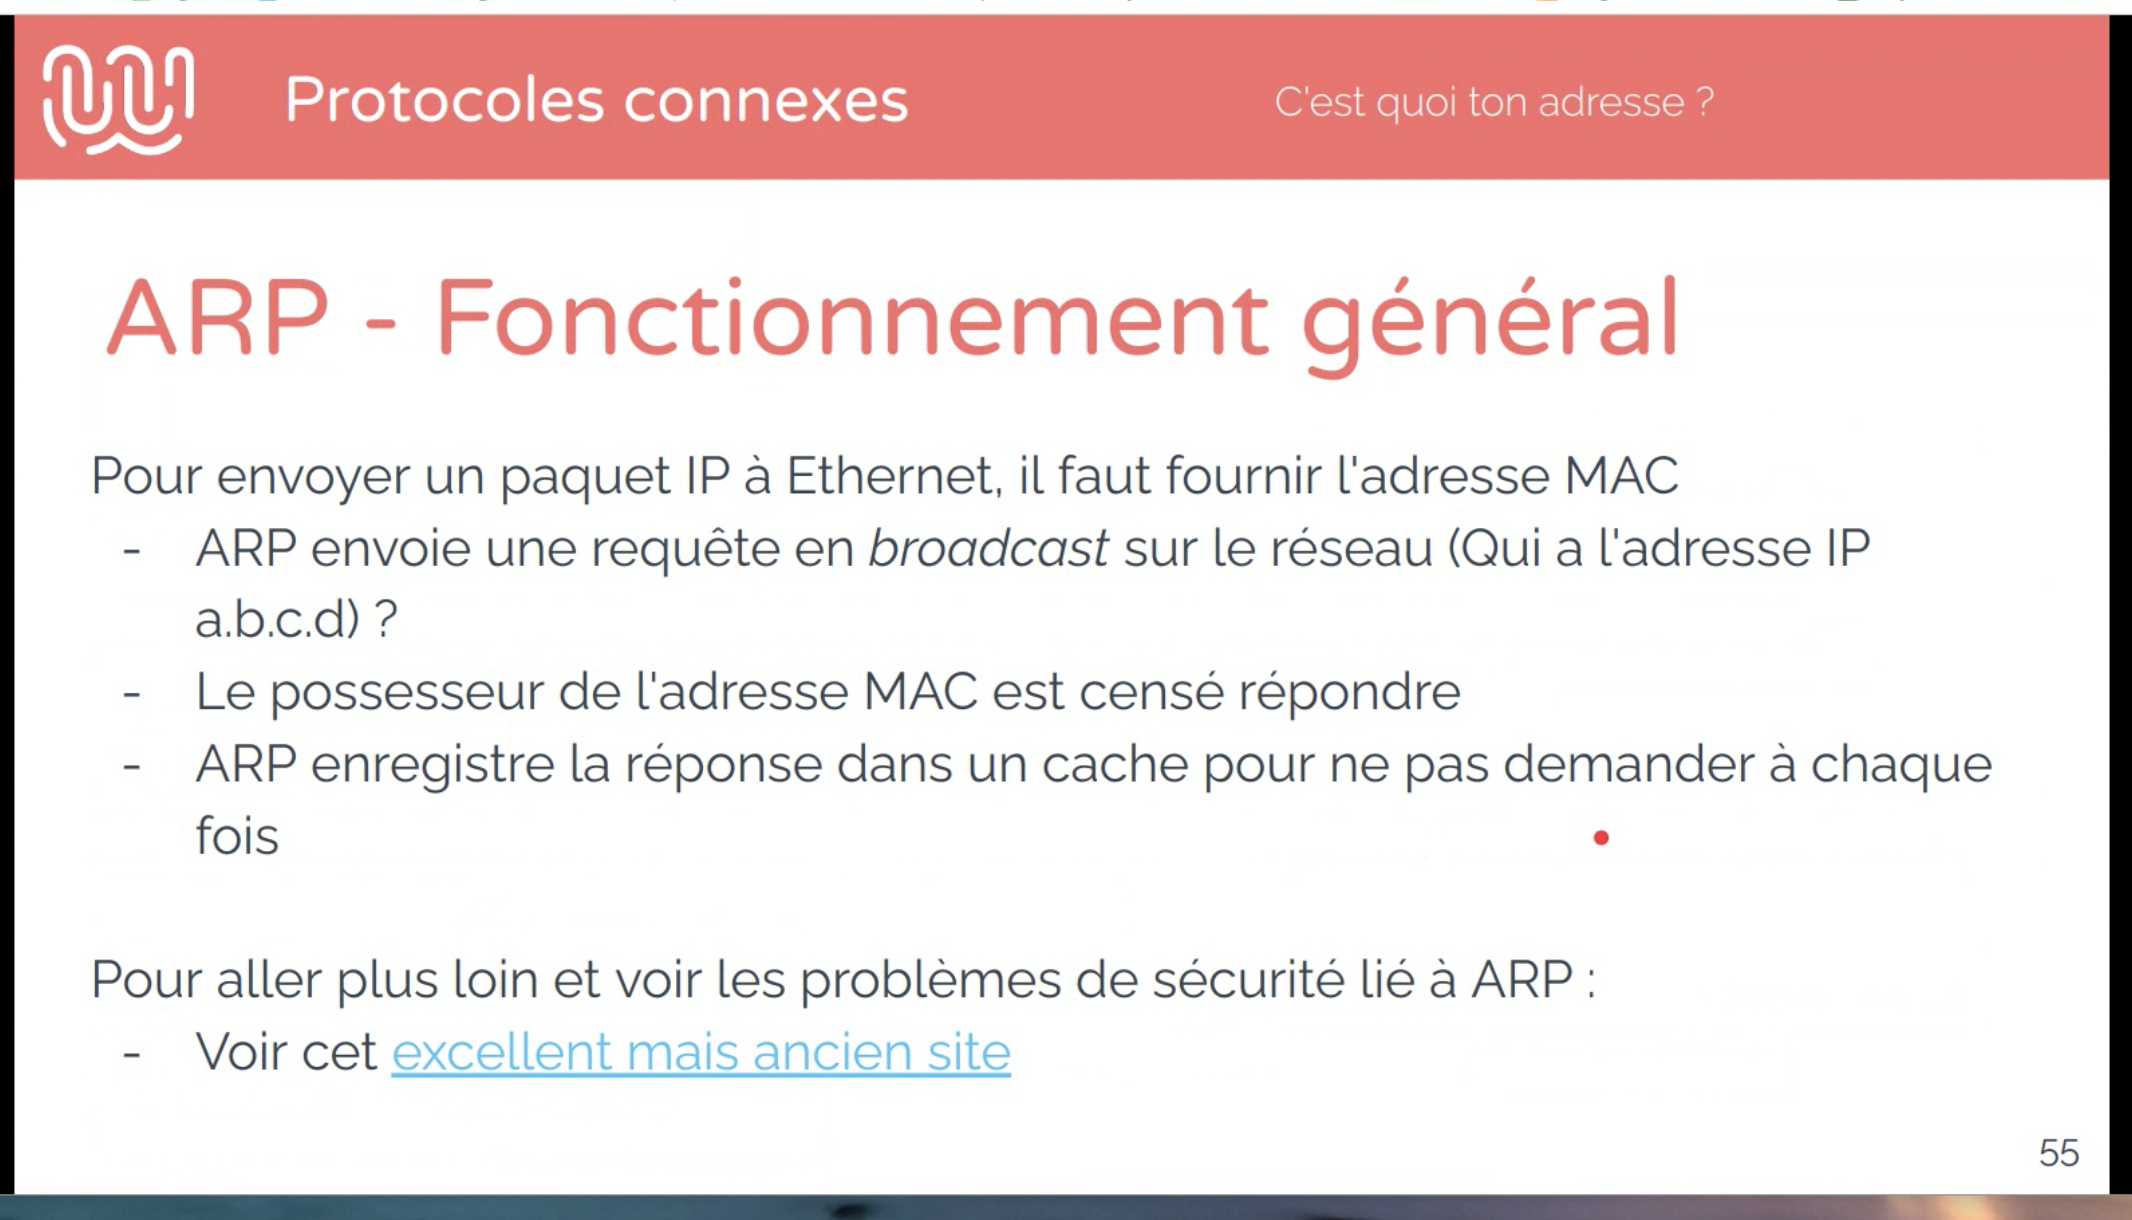 Protocoles connexes
C'est quoi ton adresse ?
ARP - Fonctionnement général
Pour envoyer un paquet IP à Ethernet, il faut fournir l'adresse MAC
- ARP envoie une requête en broadcast sur le réseau (Qui a l'adresse IP
a.b.c.d) ?
- Le possesseur de l'adresse MAC est censé répondre
- ARP enregistre la réponse dans un cache pour ne pas demander à chaque
fois
Pour aller plus loin et voir les problèmes de sécurité lié à ARP :
- Voir cet excellent mais ancien site
55